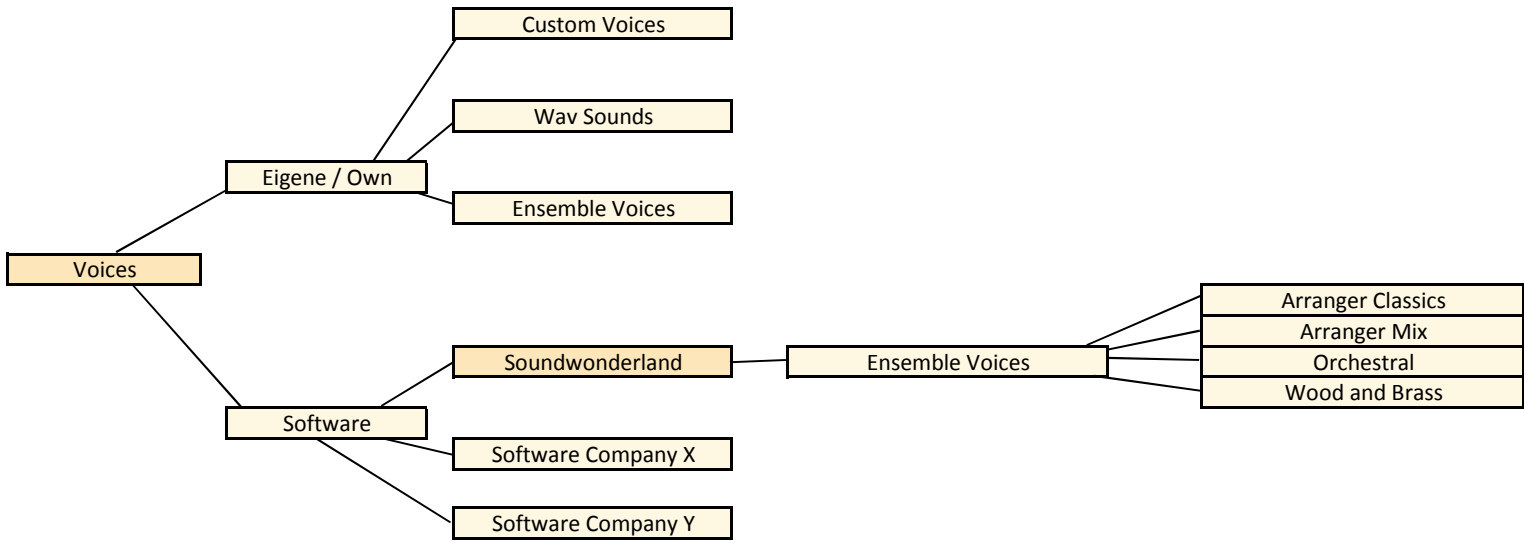 Custom Voices
Wav Sounds
Eigene / Own
Ensemble Voices
Voices
Arranger Classics
Arranger Mix
Soundwonderland
Ensemble Voices
Orchestral
Wood and Brass
Software
Software Company X
Software Company Y